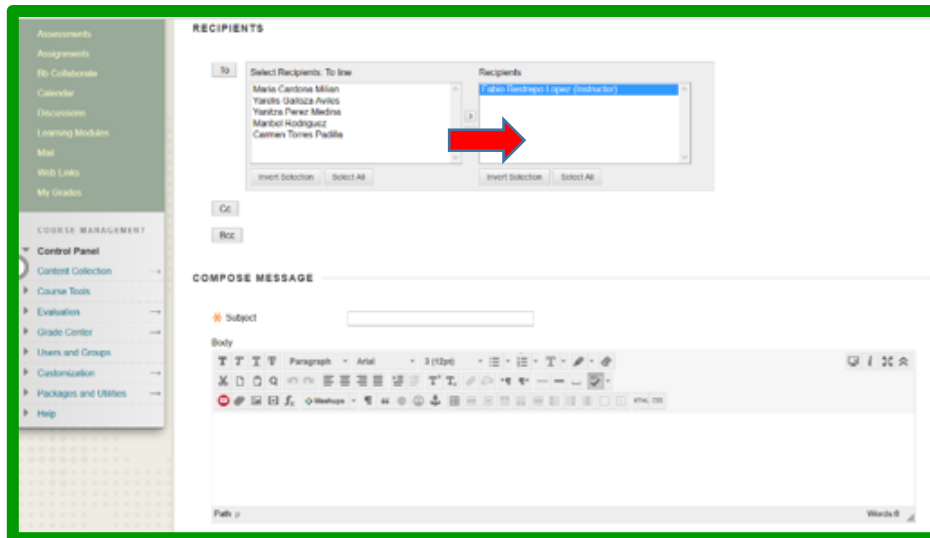 Assessments
Assignments
Bb Collaborate
Calendar
Discussions
Learning Modules
Mail
Web Links
My Grades
COURSE MANAGEMENT
Control Panel
Content Collection
Course Tools
Evaluation
Grade Center
Users and Groups
Customization
Packages and Utilities
Help
RECIPIENTS
To
Select Recipients: To line
Maria Cardona Milian
Yarelis Galloza Aviles
Yanitza Perez Medina
Maribel Rodriguez
Carmen Torres Padilla
Invert Selection Select All
Recipients
Fabio Restrepo Lopez (Instructor)
Invert Selection Select All
Cc
Bcc
COMPOSE MESSAGE
Subject
Body
T T T T Paragraph Arial 3 (12pt) T
T T
Mashups HTML CSS
Path: p Words:0